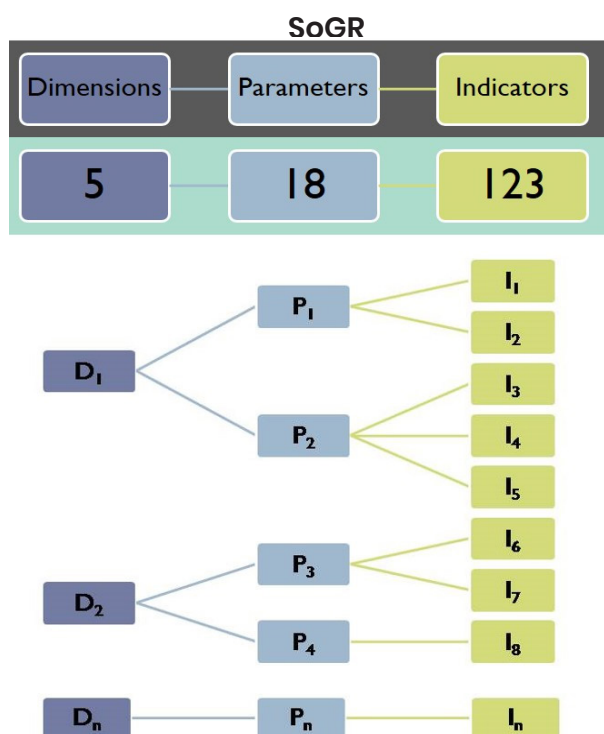 SoGR
Dimensions Parameters Indicators
5 18 123
I₁
P₁
I₂
D₁
I₃
P₂ I₄
I₅
I₆
P₃
I₇
D₂
P₄ I₈
Dₙ Pₙ Iₙ